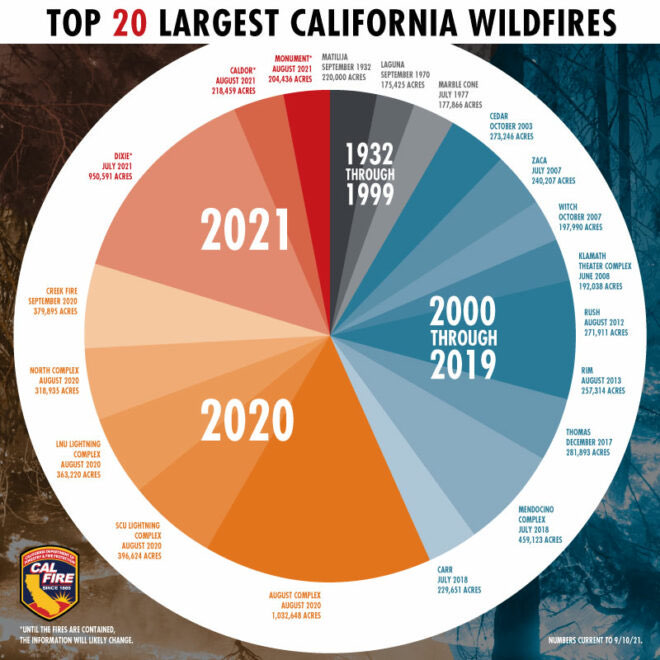 TOP 20 LARGEST CALIFORNIA WILDFIRES
MATILIJA
SEPTEMBER 1932
220,000 ACRES
LAGUNA
SEPTEMBER 1970
175,425 ACRES
MARBLE CONE
JULY 1977
177,866 ACRES
CEDAR
OCTOBER 2003
273,246 ACRES
ZACA
JULY 2007
240,207 ACRES
WITCH
OCTOBER 2007
197,990 ACRES
KLAMATH
THEATER COMPLEX
JUNE 2008
192,038 ACRES
RUSH
AUGUST 2012
271,911 ACRES
RIM
AUGUST 2013
257,314 ACRES
THOMAS
DECEMBER 2017
281,893 ACRES
MENDOCINO
COMPLEX
JULY 2018
459,123 ACRES
CARR
JULY 2018
229,651 ACRES
AUGUST COMPLEX
AUGUST 2020
1,032,648 ACRES
SCU LIGHTNING
COMPLEX
AUGUST 2020
396,624 ACRES
LNU LIGHTNING
COMPLEX
AUGUST 2020
363,220 ACRES
NORTH COMPLEX
AUGUST 2020
318,935 ACRES
CREEK FIRE
SEPTEMBER 2020
379,895 ACRES
DIXIE*
JULY 2021
950,591 ACRES
CALDOR*
AUGUST 2021
218,459 ACRES
MONUMENT*
AUGUST 2021
204,436 ACRES
1932
THROUGH
1999
2000
THROUGH
2019
2020
2021
CALIFORNIA DEPARTMENT OF
FORESTRY & FIRE PROTECTION
CAL
FIRE
SINCE 1885
*UNTIL THE FIRES ARE CONTAINED,
THE INFORMATION WILL LIKELY CHANGE.
NUMBERS CURRENT TO 9/10/21.